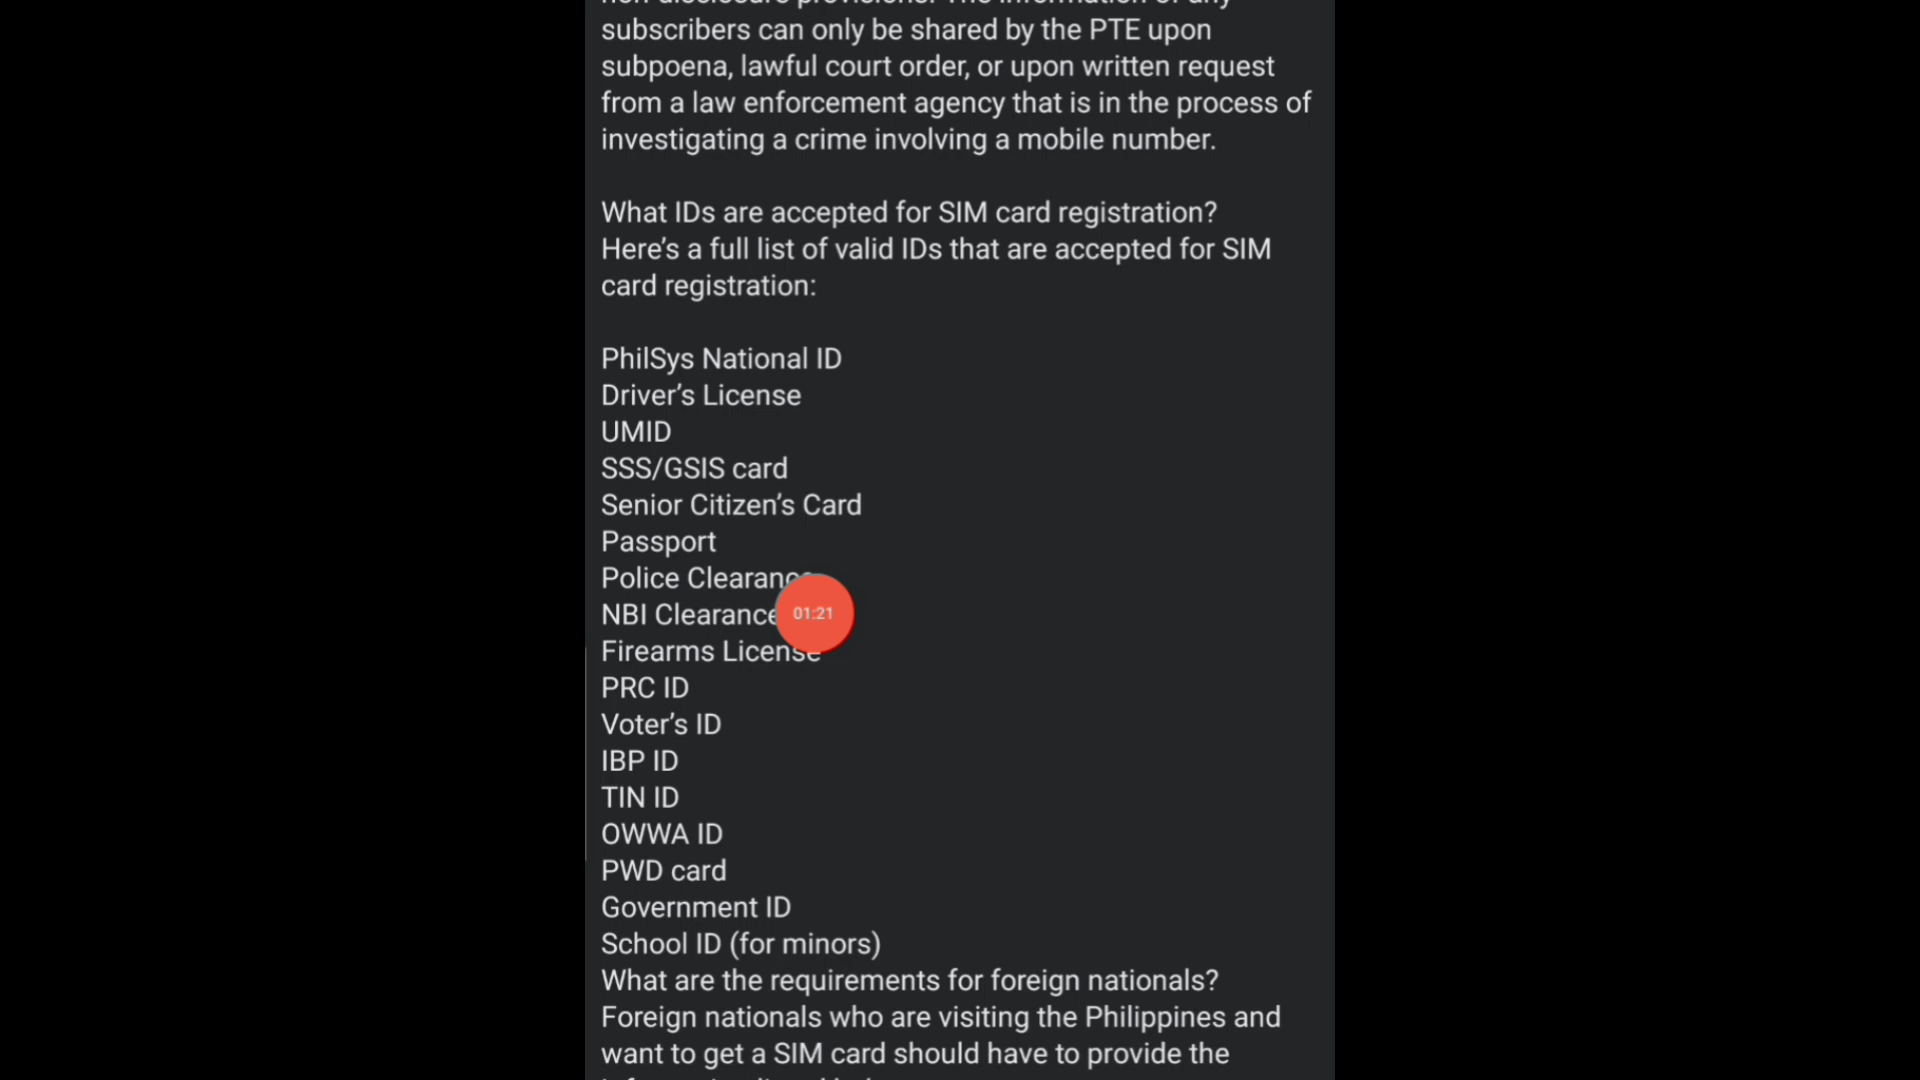 subscribers can only be shared by the PTE upon
subpoena, lawful court order, or upon written request
from a law enforcement agency that is in the process of
investigating a crime involving a mobile number.
What IDs are accepted for SIM card registration?
Here’s a full list of valid IDs that are accepted for SIM
card registration:
PhilSys National ID
Driver’s License
UMID
SSS/GSIS card
Senior Citizen’s Card
Passport
Police Clearance
NBI Clearance
01:21
Firearms License
PRC ID
Voter’s ID
IBP ID
TIN ID
OWWA ID
PWD card
Government ID
School ID (for minors)
What are the requirements for foreign nationals?
Foreign nationals who are visiting the Philippines and
want to get a SIM card should have to provide the